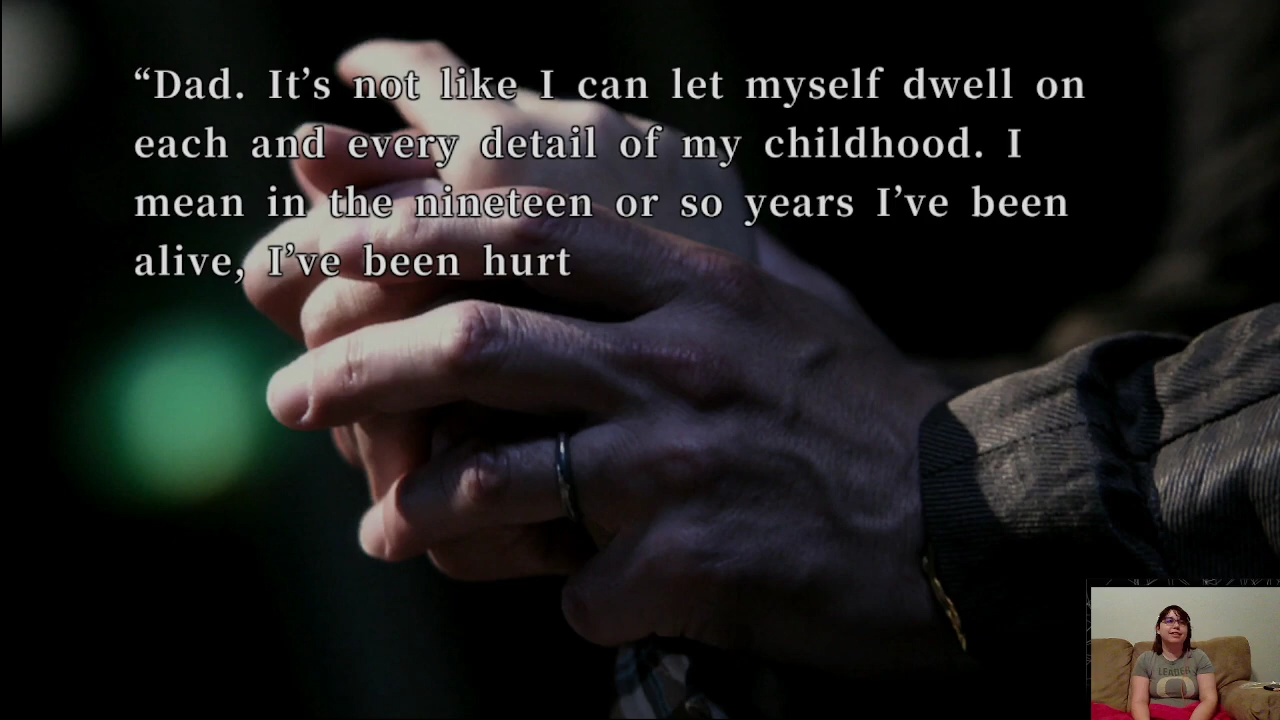 “Dad. It’s not like I can let myself dwell on
each and every detail of my childhood. I
mean in the nineteen or so years I’ve been
alive, I’ve been hurt
LEADER